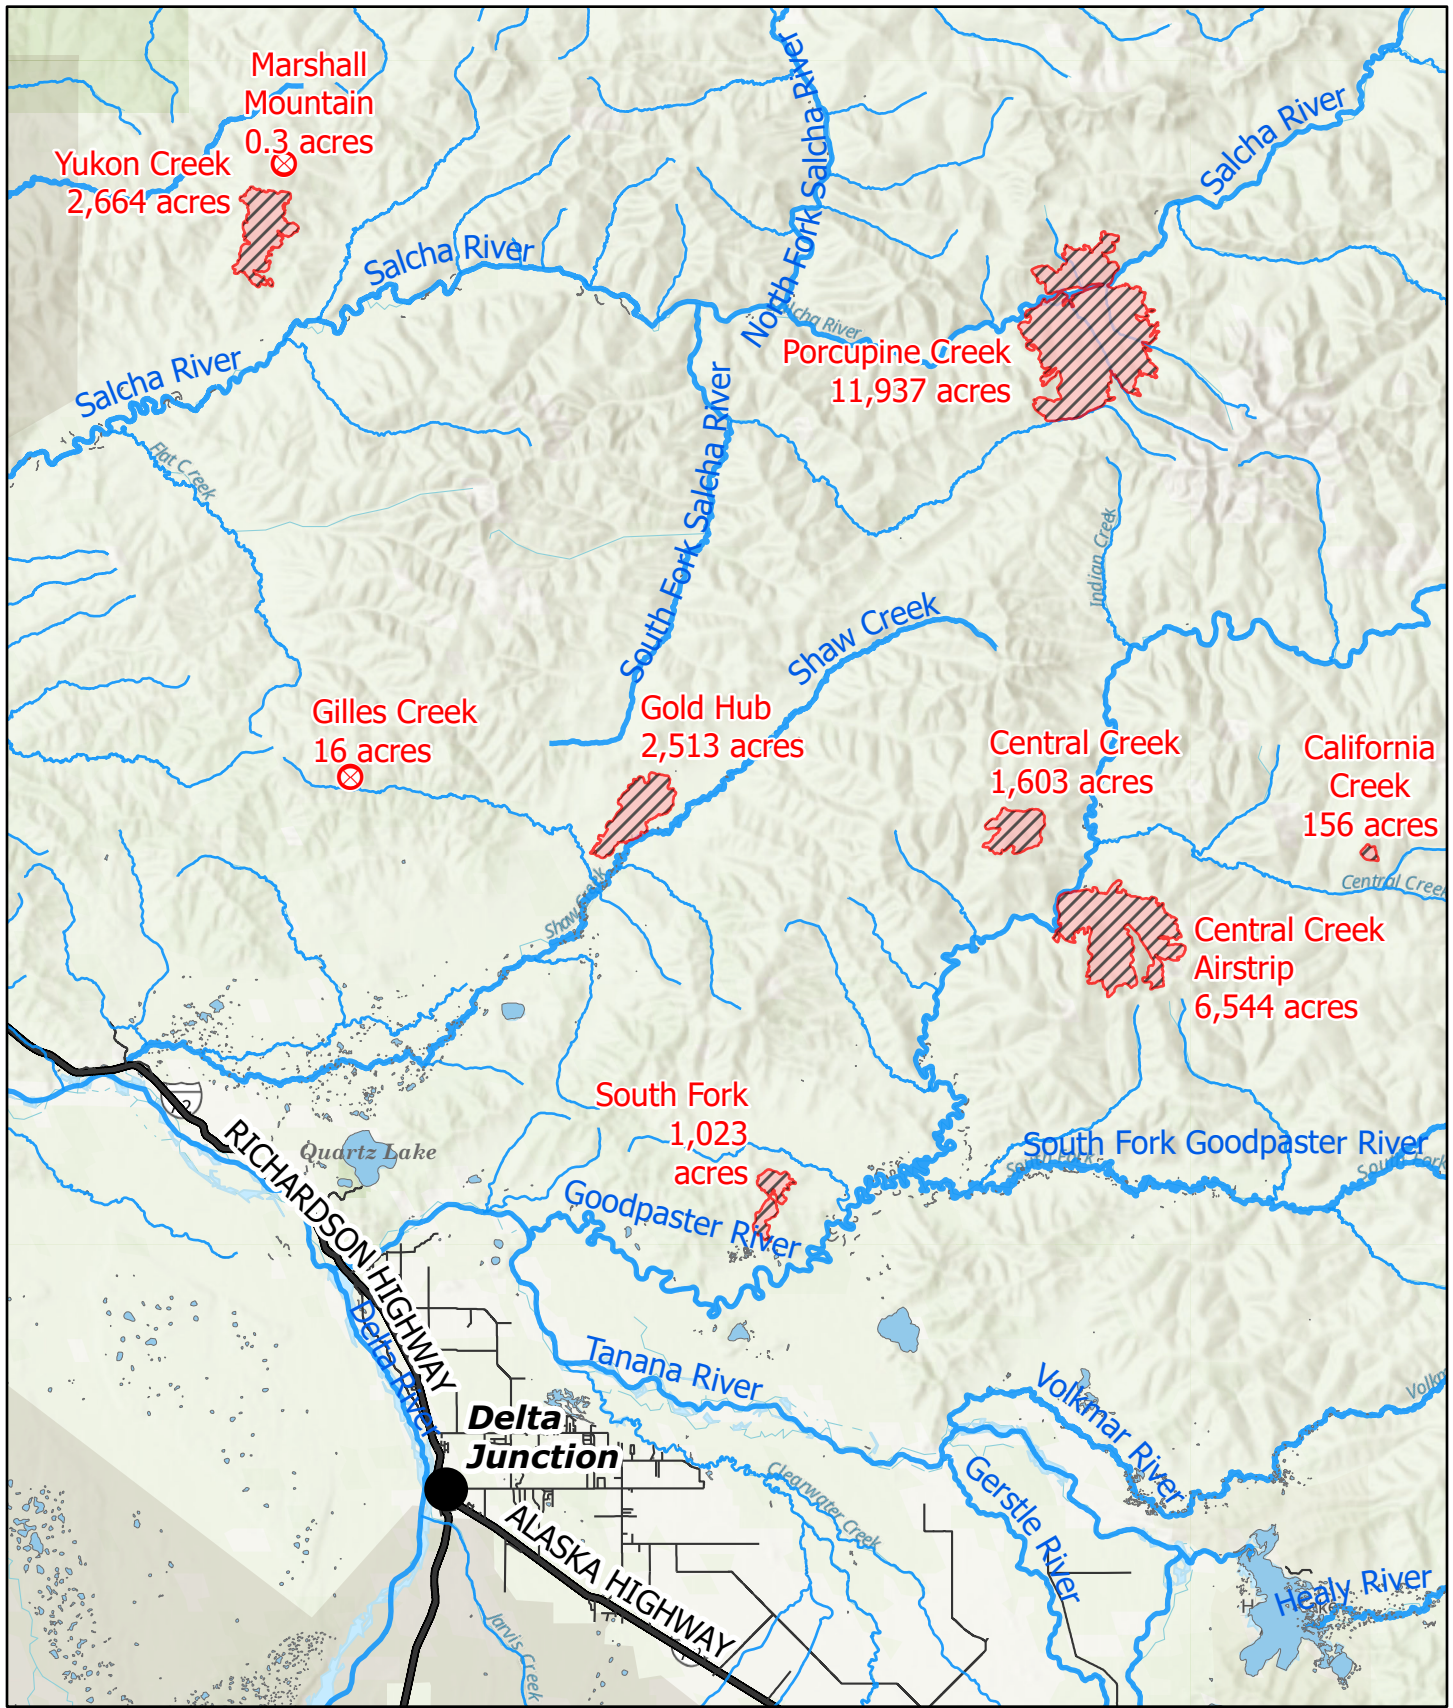 Marshall
Mountain
0.3 acres
Yukon Creek
2,664 acres
North Fork Salcha River
Salcha River
Salcha River
Salcha River
Porcupine Creek
11,937 acres
Flat Creek
South Fork Salcha River
Indian Creek
Shaw Creek
Gilles Creek
16 acres
Gold Hub
2,513 acres
Central Creek
1,603 acres
California
Creek
156 acres
Central Creek
Shaw Creek
Central Creek
Airstrip
6,544 acres
South Fork
1,023
acres
South Fork Goodpaster River
South Fork
South Fork
Quartz Lake
RICHARDSON HIGHWAY
Goodpaster River
Delta River
Tanana River
Volkmar River
Delta
Junction
Clearwater Creek
Gerstle River
ALASKA HIGHWAY
Healy River
Jarvis Creek